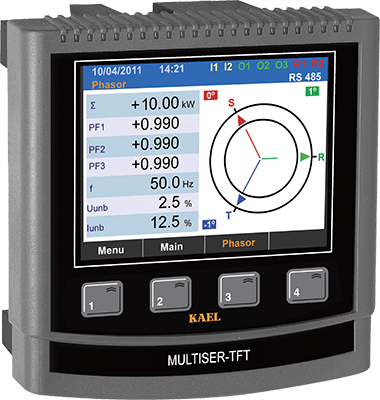 10/04/2011 14:21 I1 I2 O1 O2 O3 R1 R2
Phasor RS 485
Σ +10.00 kW
PF1 +0.990
PF2 +0.990
PF3 +0.990
f 50.0 Hz
Uunb 2.5 %
Iunb 12.5 %
0° 1°
S
R
T
-1°
Menu Main Phasor
1 2 3 4
KAEL
MULTISER-TFT